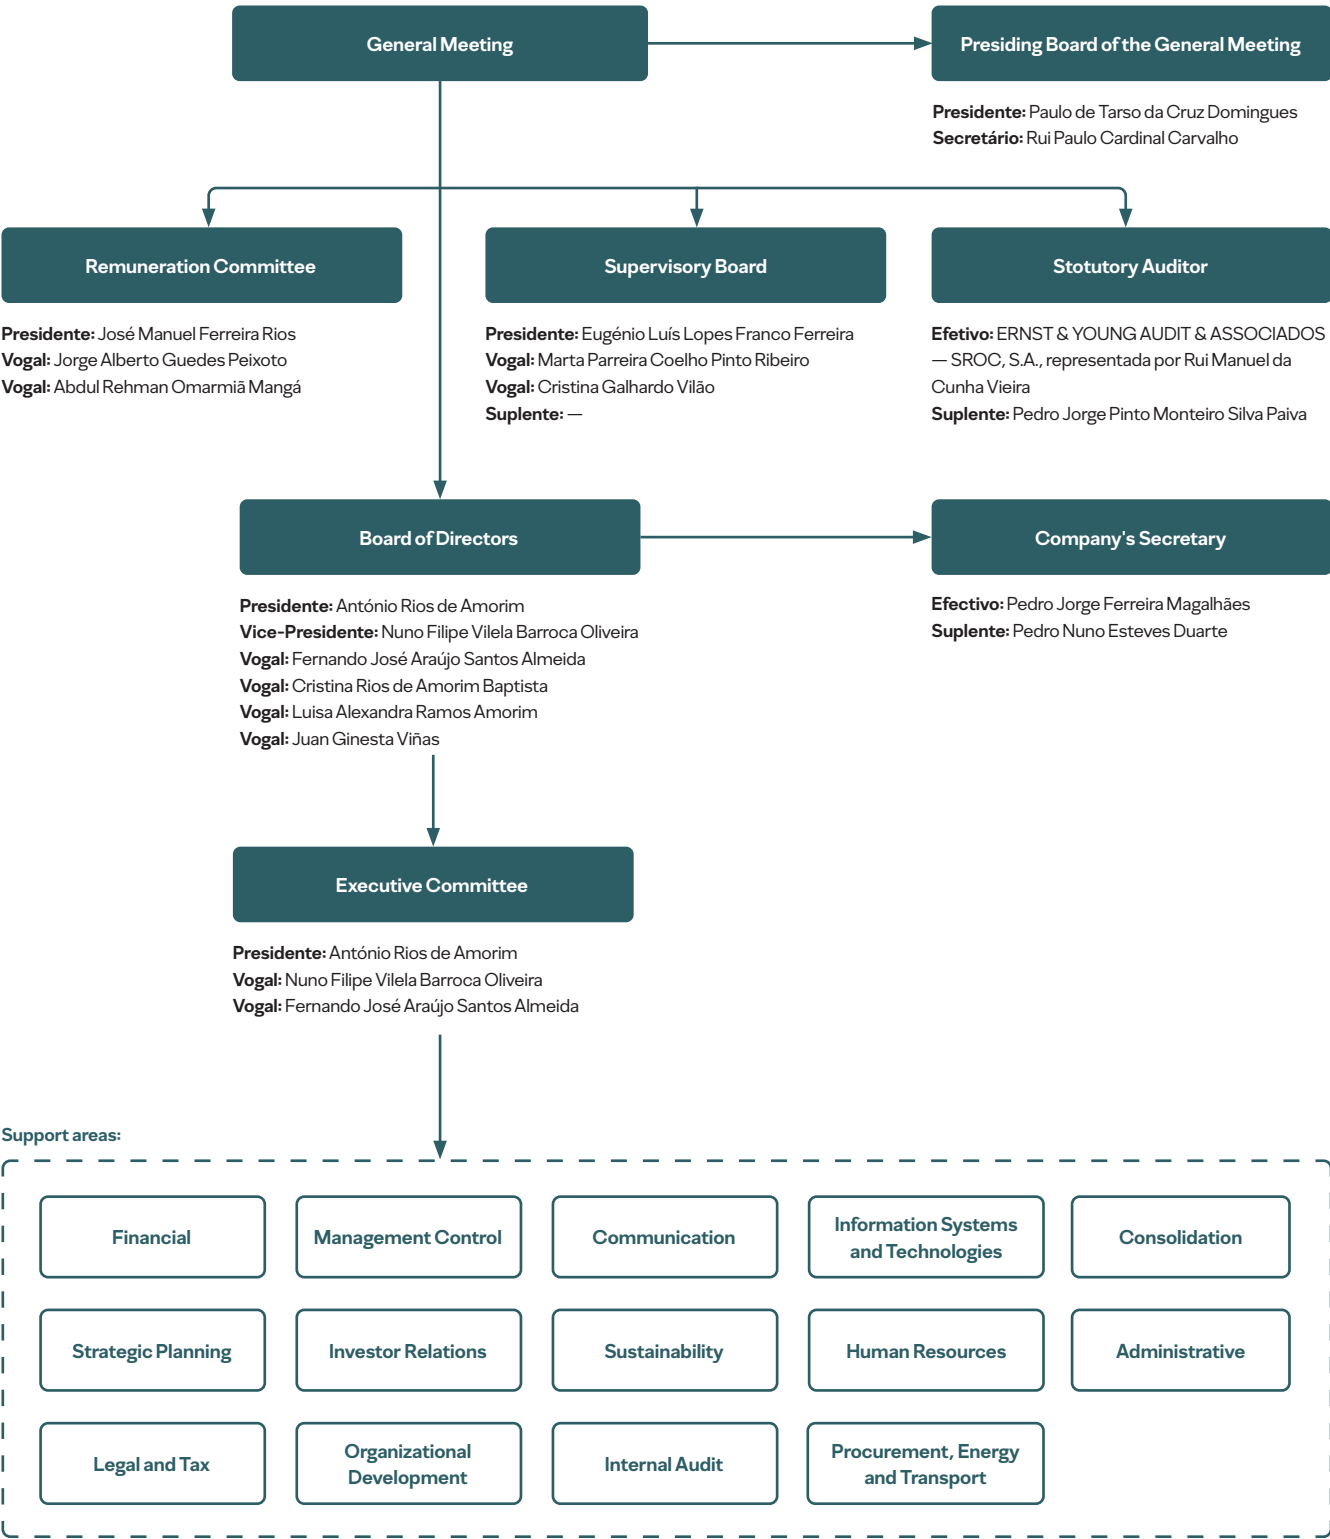 General Meeting
Presiding Board of the General Meeting
Presidente: Paulo de Tarso da Cruz Domingues
Secretário: Rui Paulo Cardinal Carvalho
Remuneration Committee
Presidente: José Manuel Ferreira Rios
Vogal: Jorge Alberto Guedes Peixoto
Vogal: Abdul Rehman Omarmiã Mangá
Supervisory Board
Presidente: Eugénio Luís Lopes Franco Ferreira
Vogal: Marta Parreira Coelho Pinto Ribeiro
Vogal: Cristina Galhardo Vilão
Suplente: —
Stotutory Auditor
Efetivo: ERNST & YOUNG AUDIT & ASSOCIADOS
— SROC, S.A., representada por Rui Manuel da
Cunha Vieira
Suplente: Pedro Jorge Pinto Monteiro Silva Paiva
Board of Directors
Presidente: António Rios de Amorim
Vice-Presidente: Nuno Filipe Vilela Barroca Oliveira
Vogal: Fernando José Araújo Santos Almeida
Vogal: Cristina Rios de Amorim Baptista
Vogal: Luisa Alexandra Ramos Amorim
Vogal: Juan Ginesta Viñas
Company's Secretary
Efectivo: Pedro Jorge Ferreira Magalhães
Suplente: Pedro Nuno Esteves Duarte
Executive Committee
Presidente: António Rios de Amorim
Vogal: Nuno Filipe Vilela Barroca Oliveira
Vogal: Fernando José Araújo Santos Almeida
Support areas:
Financial
Management Control
Communication
Information Systems
and Technologies
Consolidation
Strategic Planning
Investor Relations
Sustainability
Human Resources
Administrative
Legal and Tax
Organizational
Development
Internal Audit
Procurement, Energy
and Transport